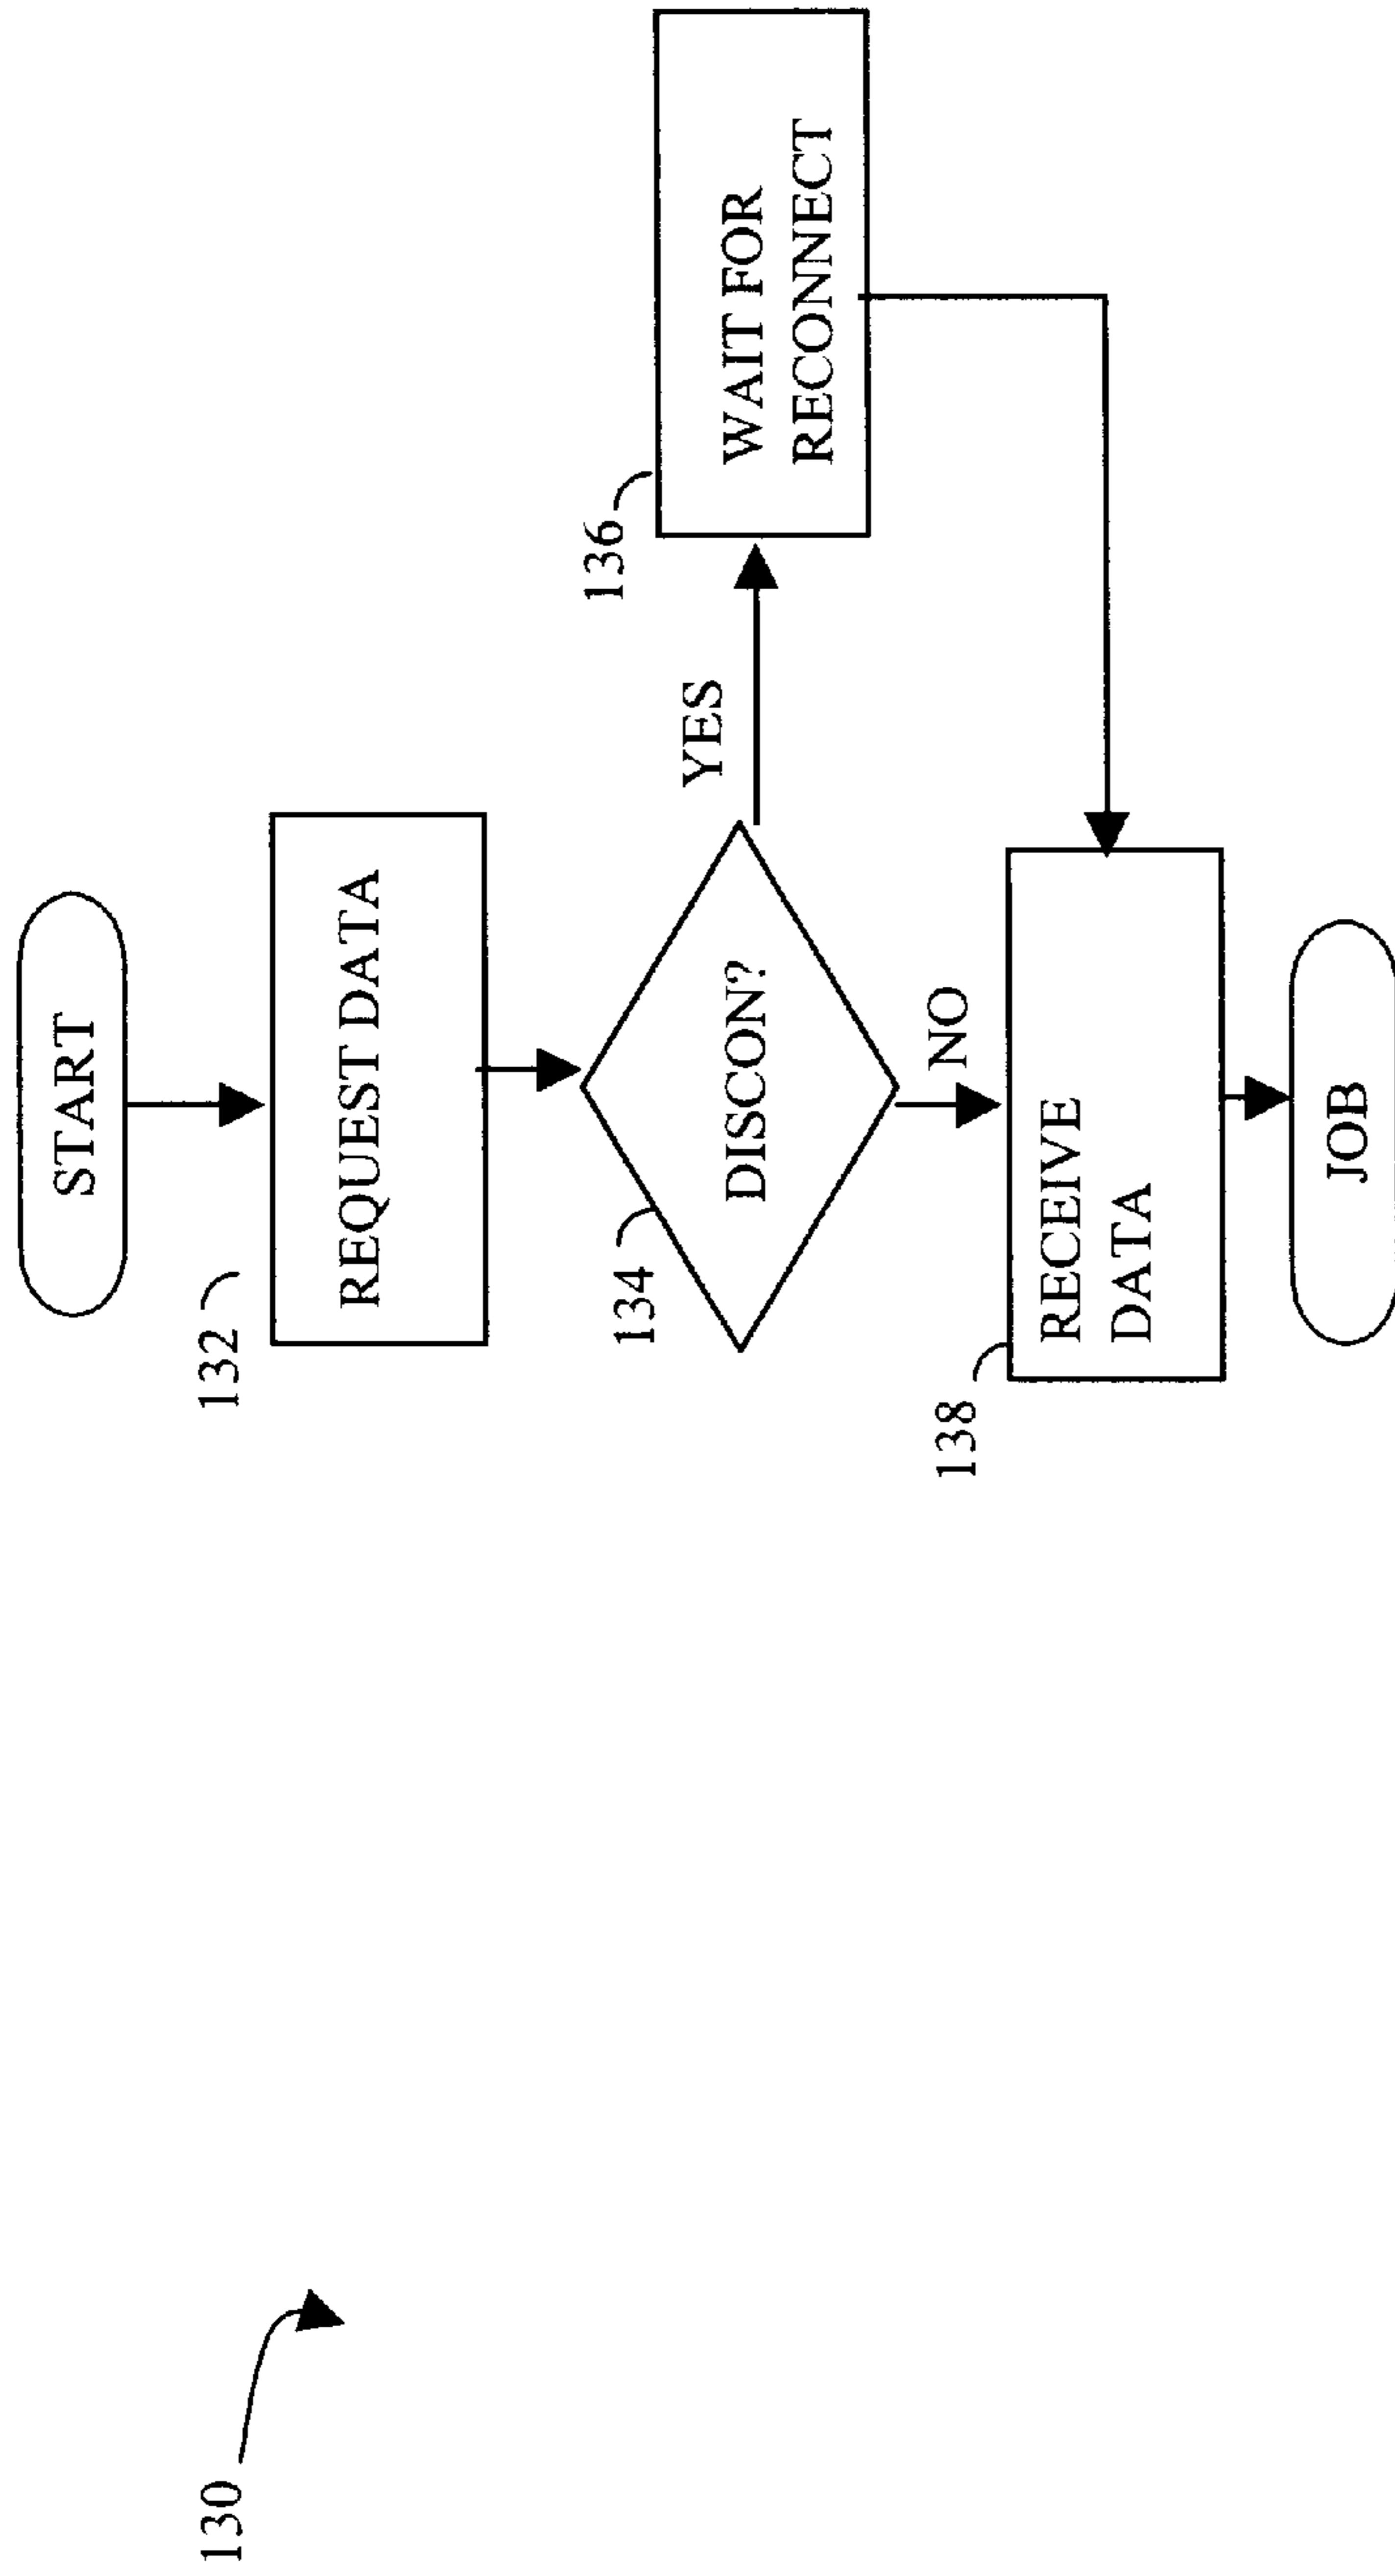 130
START
132
REQUEST DATA
134
DISCON?
YES
136
WAIT FOR
RECONNECT
NO
138
RECEIVE
DATA
JOB